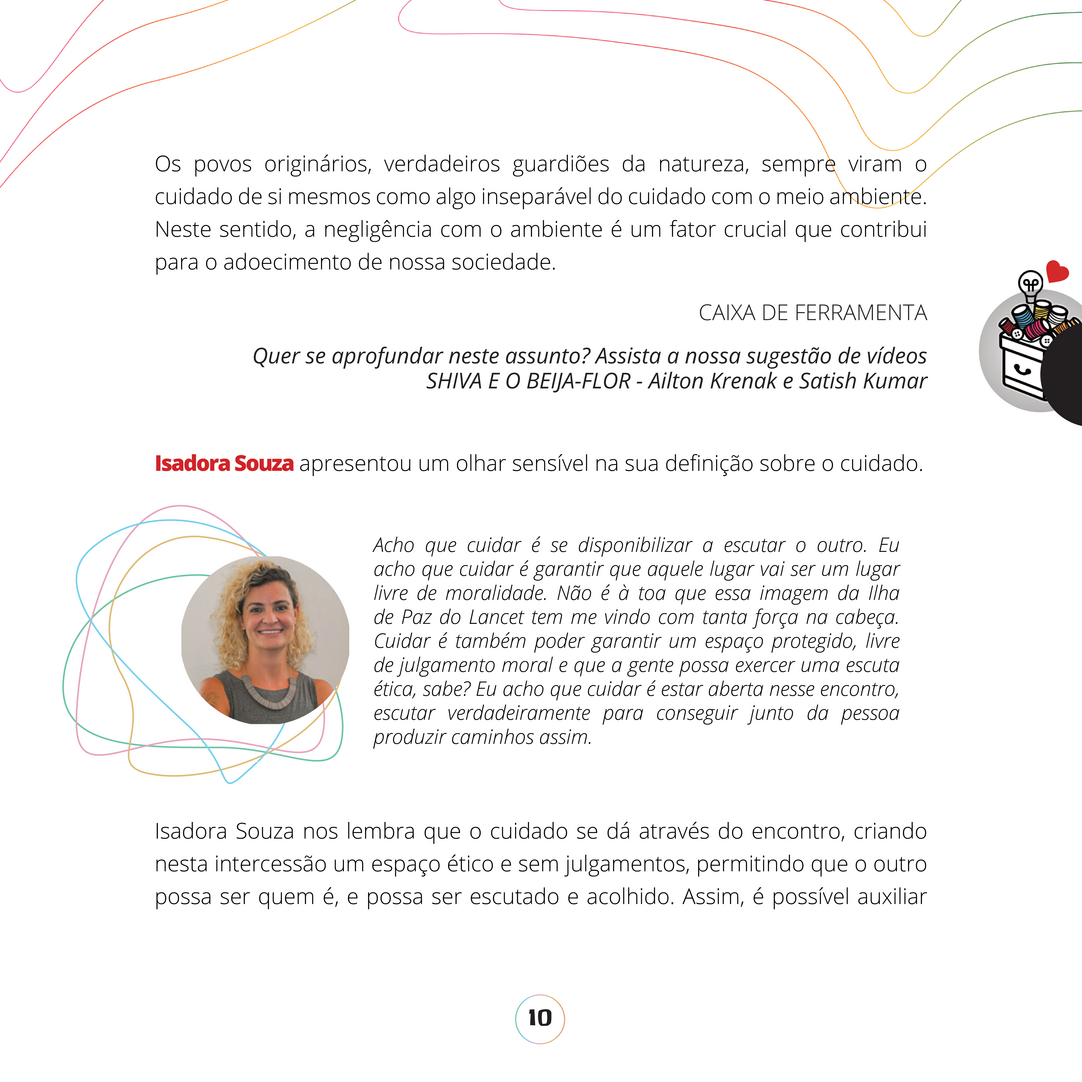 Os povos originários, verdadeiros guardiões da natureza, sempre viram o
cuidado de si mesmos como algo inseparável do cuidado com o meio ambiente.
Neste sentido, a negligência com o ambiente é um fator crucial que contribui
para o adoecimento de nossa sociedade.
CAIXA DE FERRAMENTA
Quer se aprofundar neste assunto? Assista a nossa sugestão de vídeos
SHIVA E O BEIJA-FLOR - Ailton Krenak e Satish Kumar
Isadora Souza apresentou um olhar sensível na sua definição sobre o cuidado.
Acho que cuidar é se disponibilizar a escutar o outro. Eu
acho que cuidar é garantir que aquele lugar vai ser um lugar
livre de moralidade. Não é à toa que essa imagem da Ilha
de Paz do Lancet tem me vindo com tanta força na cabeça.
Cuidar é também poder garantir um espaço protegido, livre
de julgamento moral e que a gente possa exercer uma escuta
ética, sabe? Eu acho que cuidar é estar aberta nesse encontro,
escutar verdadeiramente para conseguir junto da pessoa
produzir caminhos assim.
Isadora Souza nos lembra que o cuidado se dá através do encontro, criando
nesta intercessão um espaço ético e sem julgamentos, permitindo que o outro
possa ser quem é, e possa ser escutado e acolhido. Assim, é possível auxiliar
10